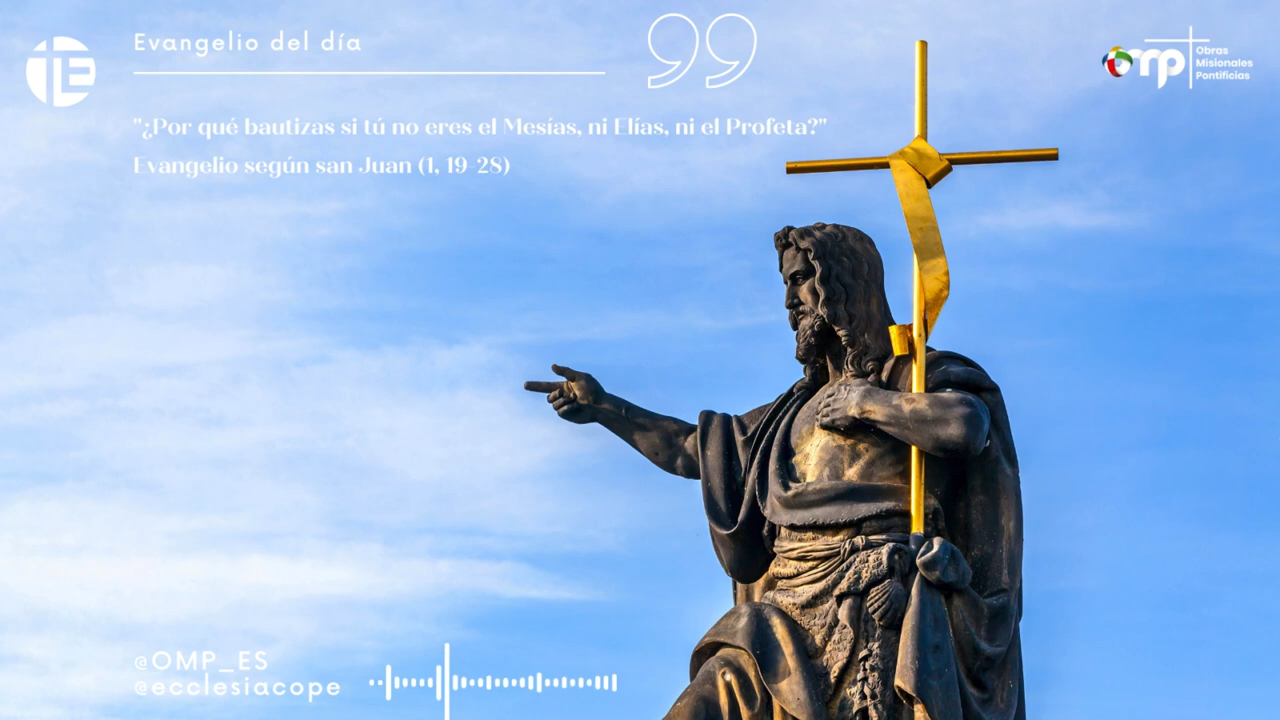 Evangelio del día
"¿Por qué bautizas si tú no eres el Mesías, ni Elías, ni el Profeta?"
Evangelio según san Juan (1, 19-28)
omp
Obras
Misionales
Pontificias
@OMP_ES
@ecclesiacope